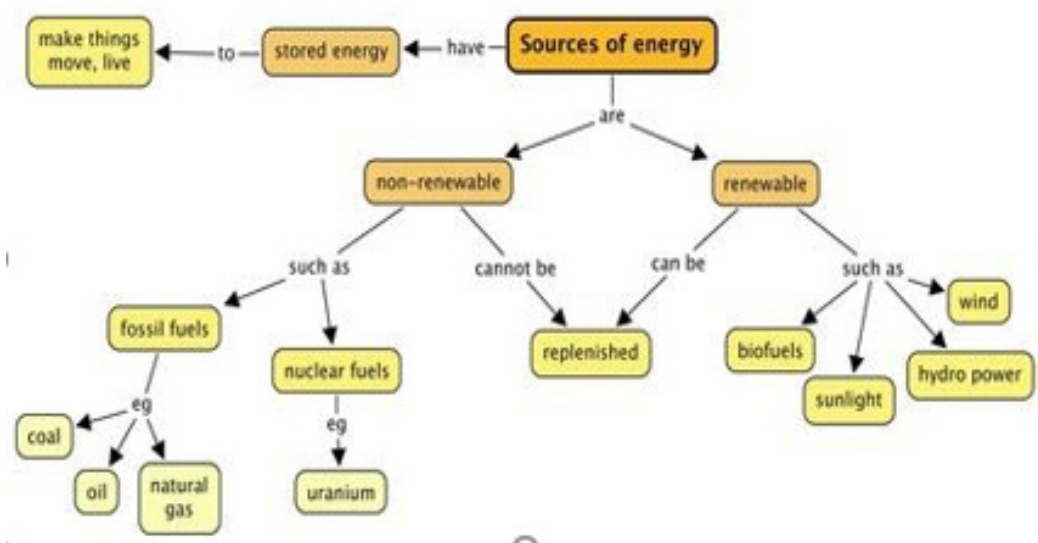 make things
move, live
to
stored energy
have
Sources of energy
are
non-renewable
renewable
such as
cannot be
can be
such as
fossil fuels
nuclear fuels
replenished
biofuels
sunlight
hydro power
wind
eg
coal
oil
natural
gas
eg
uranium